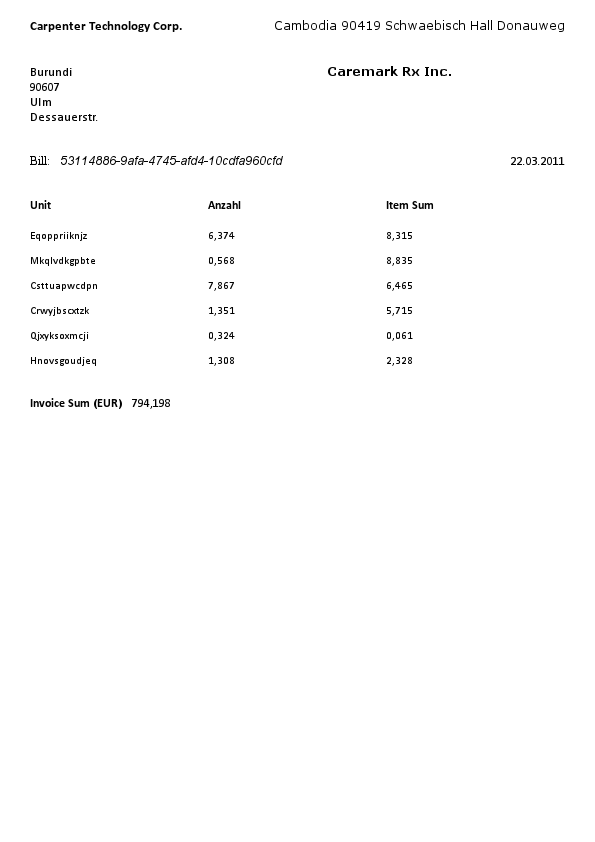 Carpenter Technology Corp. Cambodia 90419 Schwaebisch Hall Donauweg
Burundi Caremark Rx Inc.
90607
Ulm
Dessauerstr.
Bill: 53114886-9afa-4745-afd4-10cdfa960cfd 22.03.2011
Unit Anzahl Item Sum
Eqoppriiknjz 6,374 8,315
Mkqlvdkgpbte 0,568 8,835
Csttuapwcdpn 7,867 6,465
Crwyjbscxtzk 1,351 5,715
Qjxyksoxmcji 0,324 0,061
Hnovsgoudjeq 1,308 2,328
Invoice Sum (EUR) 794,198